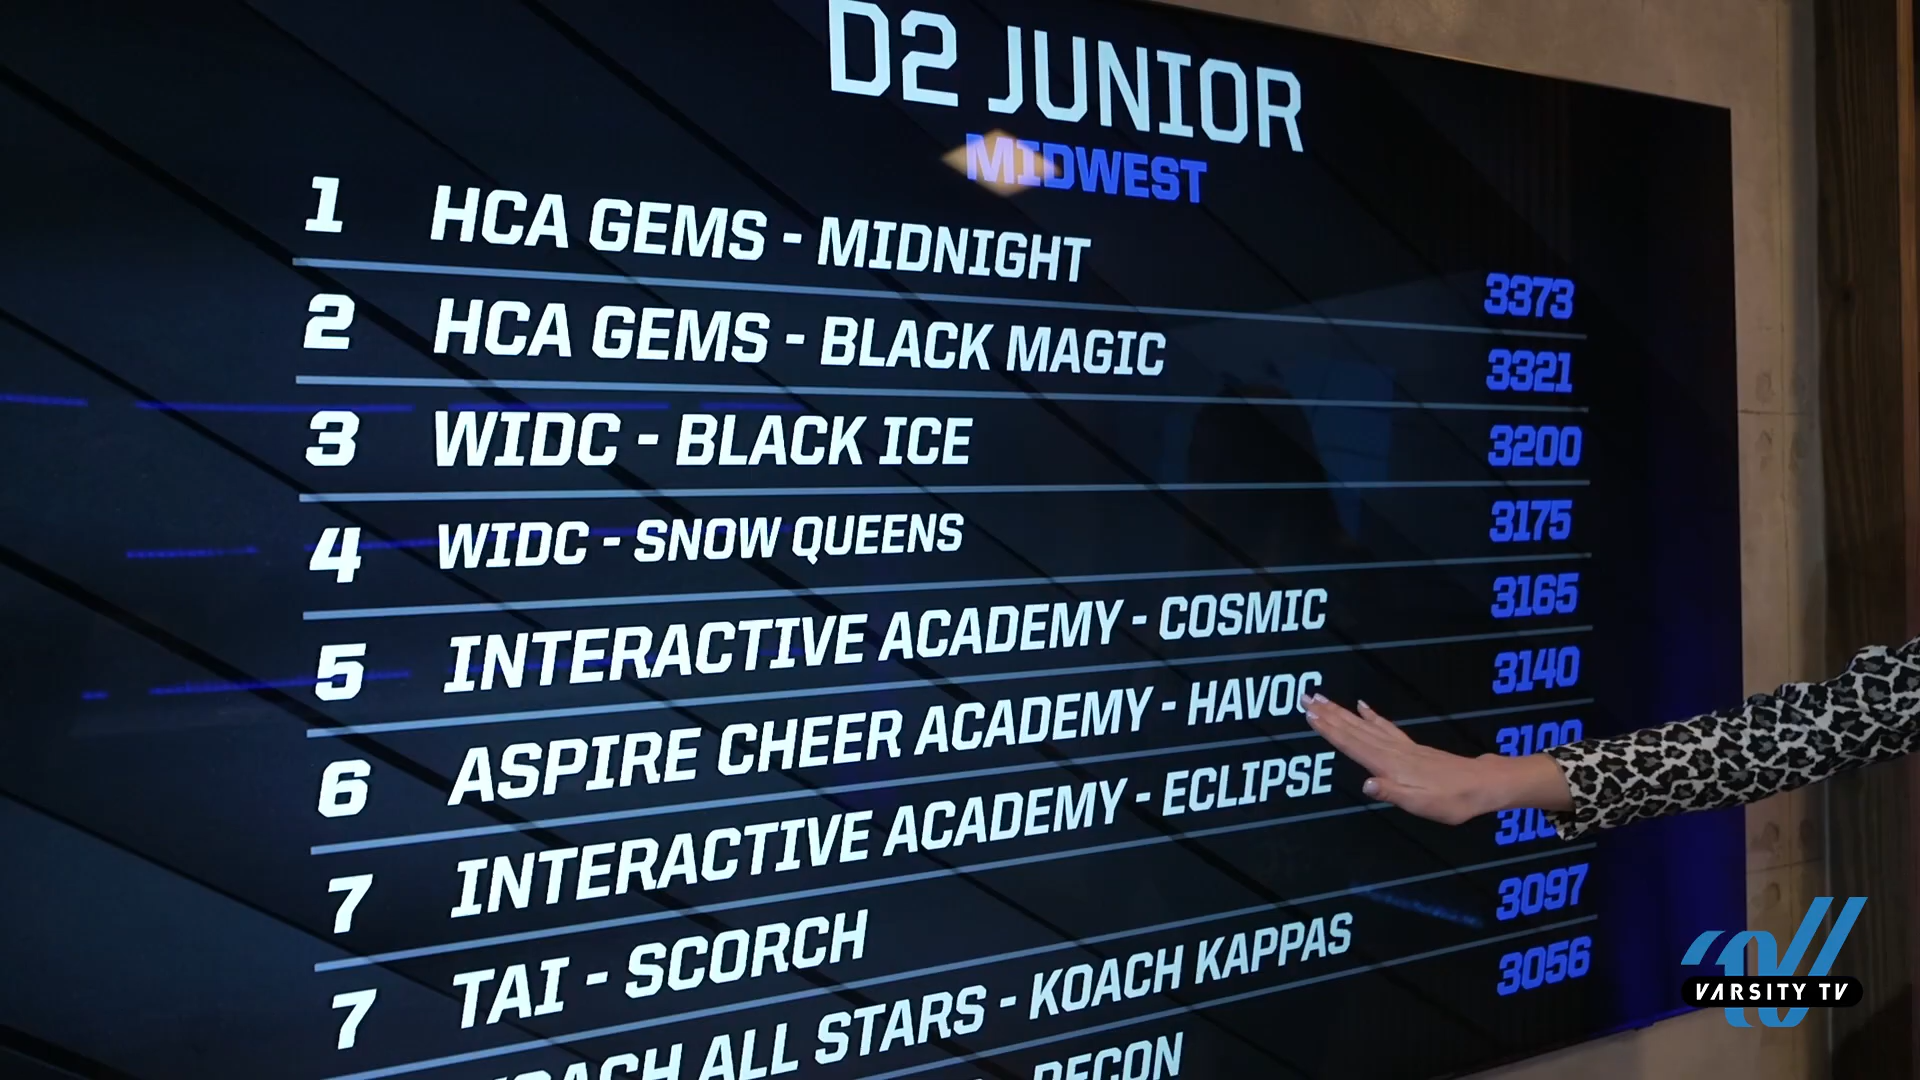 D2 JUNIOR
MIDWEST
1 HCA GEMS - MIDNIGHT 3373
2 HCA GEMS - BLACK MAGIC 3321
3 WIDC - BLACK ICE 3200
4 WIDC - SNOW QUEENS 3175
5 INTERACTIVE ACADEMY - COSMIC 3165
6 ASPIRE CHEER ACADEMY - HAVOC 3140
7 INTERACTIVE ACADEMY - ECLIPSE 3100
7 TAI - SCORCH
ALL STARS - KOACH KAPPAS 3097
RECON 3056
VARSITY TV